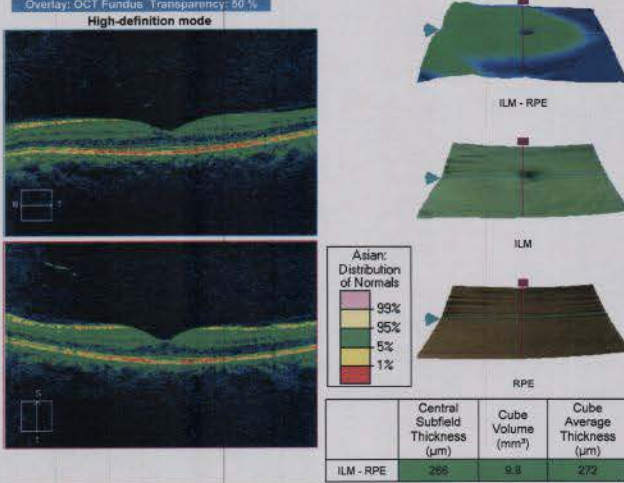 Overlay: OCT Fundus Transparency: 50 %
High-definition mode
N T
S
I
ILM - RPE
ILM
RPE
Asian:
Distribution
of Normals
99%
95%
5%
1%
Central Subfield Thickness (μm) Cube Volume (mm³) Cube Average Thickness (μm)
ILM - RPE 266 9.8 272